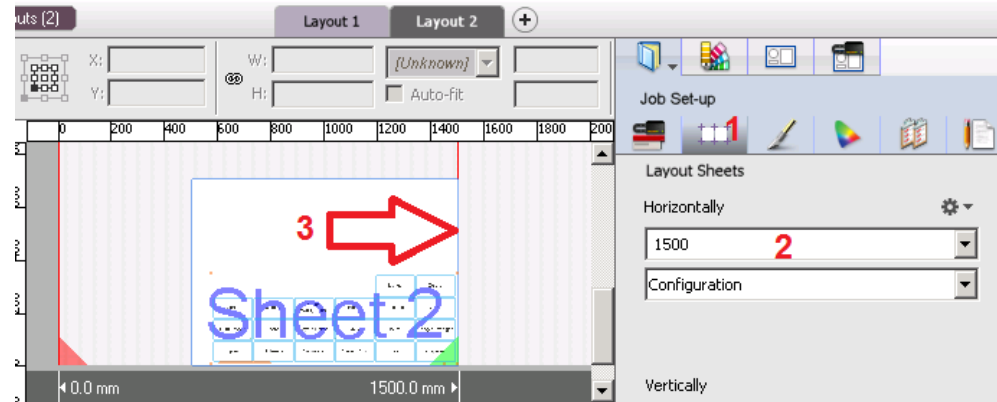 uts (2)
Layout 1
Layout 2
X:
W:
[Unknown]
Y:
H:
Auto-fit
Job Set-up
0 200 400 600 800 1000 1200 1400 1600 1800 200
1
Layout Sheets
Horizontally
3
1500
2
Configuration
Sheet 2
0.0 mm
1500.0 mm
Vertically